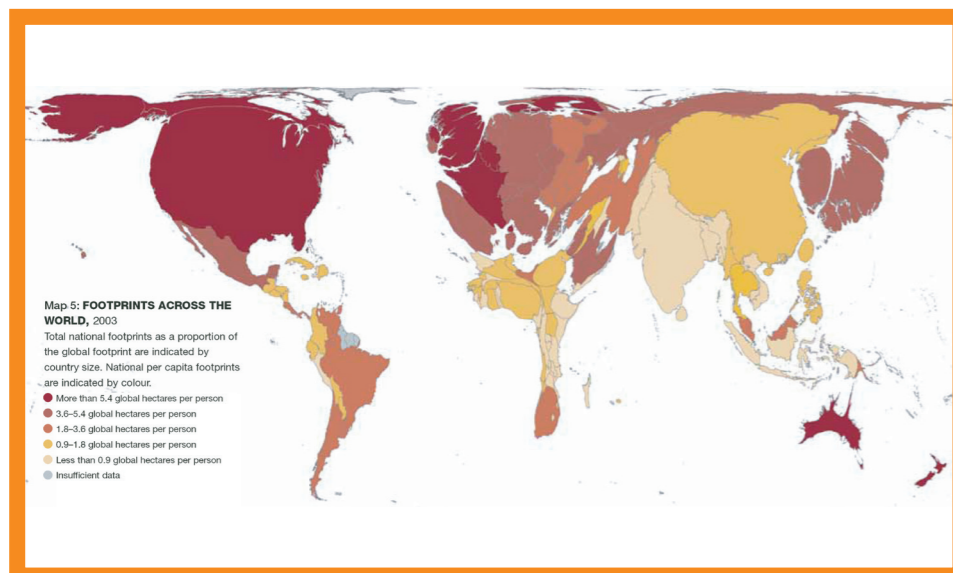 Map 5: FOOTPRINTS ACROSS THE
WORLD, 2003
Total national footprints as a proportion of
the global footprint are indicated by
country size. National per capita footprints
are indicated by colour.
More than 5.4 global hectares per person
3.6–5.4 global hectares per person
1.8–3.6 global hectares per person
0.9–1.8 global hectares per person
Less than 0.9 global hectares per person
Insufficient data